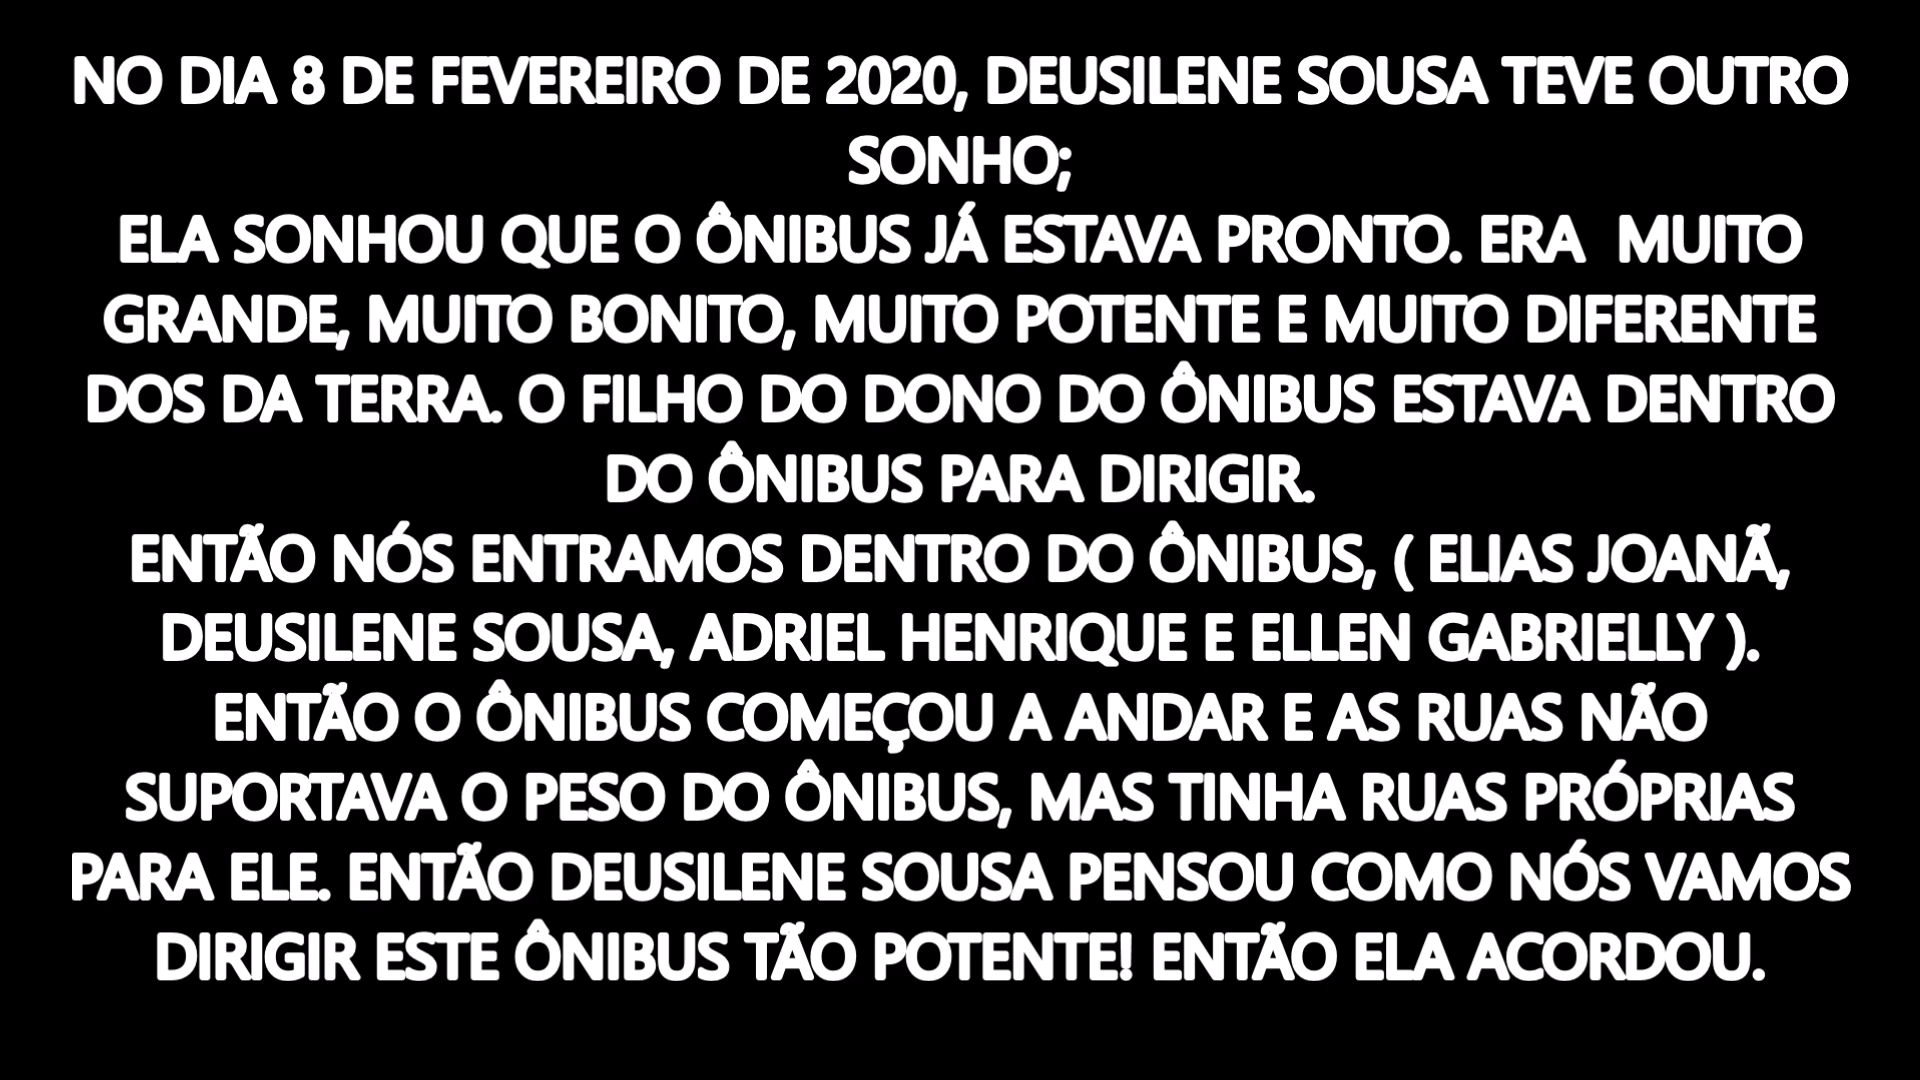 NO DIA 8 DE FEVEREIRO DE 2020, DEUSILENE SOUSA TEVE OUTRO
SONHO;
ELA SONHOU QUE O ÔNIBUS JÁ ESTAVA PRONTO. ERA  MUITO
GRANDE, MUITO BONITO, MUITO POTENTE E MUITO DIFERENTE
DOS DA TERRA. O FILHO DO DONO DO ÔNIBUS ESTAVA DENTRO
DO ÔNIBUS PARA DIRIGIR.
ENTÃO NÓS ENTRAMOS DENTRO DO ÔNIBUS, ( ELIAS JOANÃ,
DEUSILENE SOUSA, ADRIEL HENRIQUE E ELLEN GABRIELLY ).
ENTÃO O ÔNIBUS COMEÇOU A ANDAR E AS RUAS NÃO
SUPORTAVA O PESO DO ÔNIBUS, MAS TINHA RUAS PRÓPRIAS
PARA ELE. ENTÃO DEUSILENE SOUSA PENSOU COMO NÓS VAMOS
DIRIGIR ESTE ÔNIBUS TÃO POTENTE! ENTÃO ELA ACORDOU.